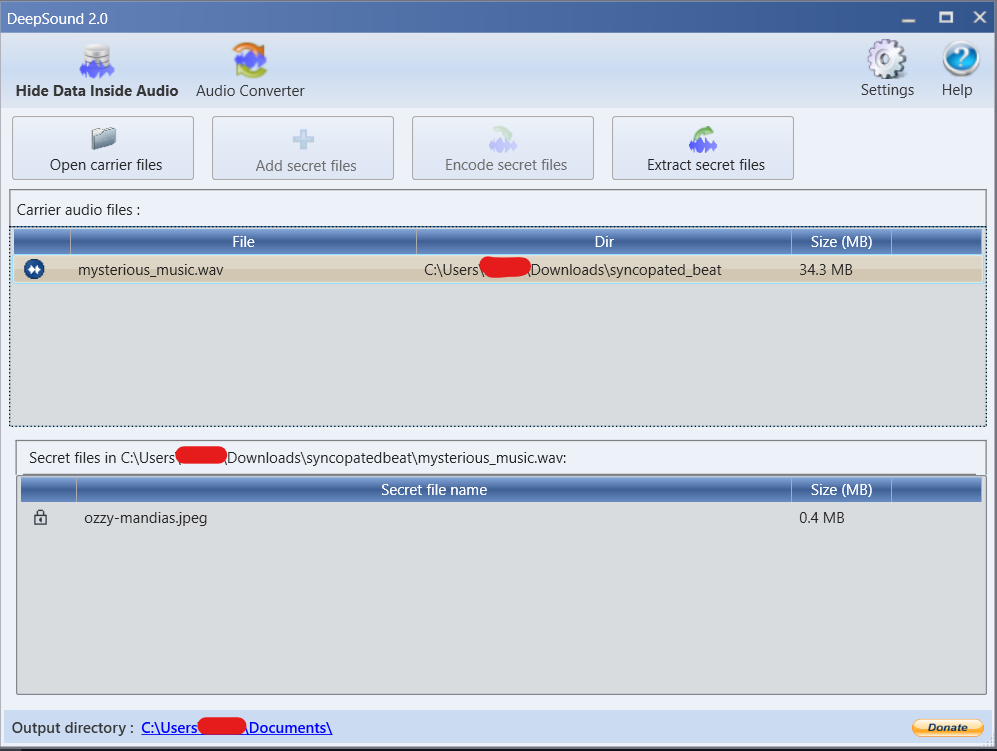 DeepSound 2.0
Hide Data Inside Audio Audio Converter Settings Help
Open carrier files Add secret files Encode secret files Extract secret files
Carrier audio files :
File Dir Size (MB)
mysterious_music.wav C:\Users\ \Downloads\syncopated_beat 34.3 MB
Secret files in C:\Users\ \Downloads\syncopatedbeat\mysterious_music.wav:
Secret file name Size (MB)
ozzy-mandias.jpeg 0.4 MB
Output directory : C:\Users\ \Documents\ Donate